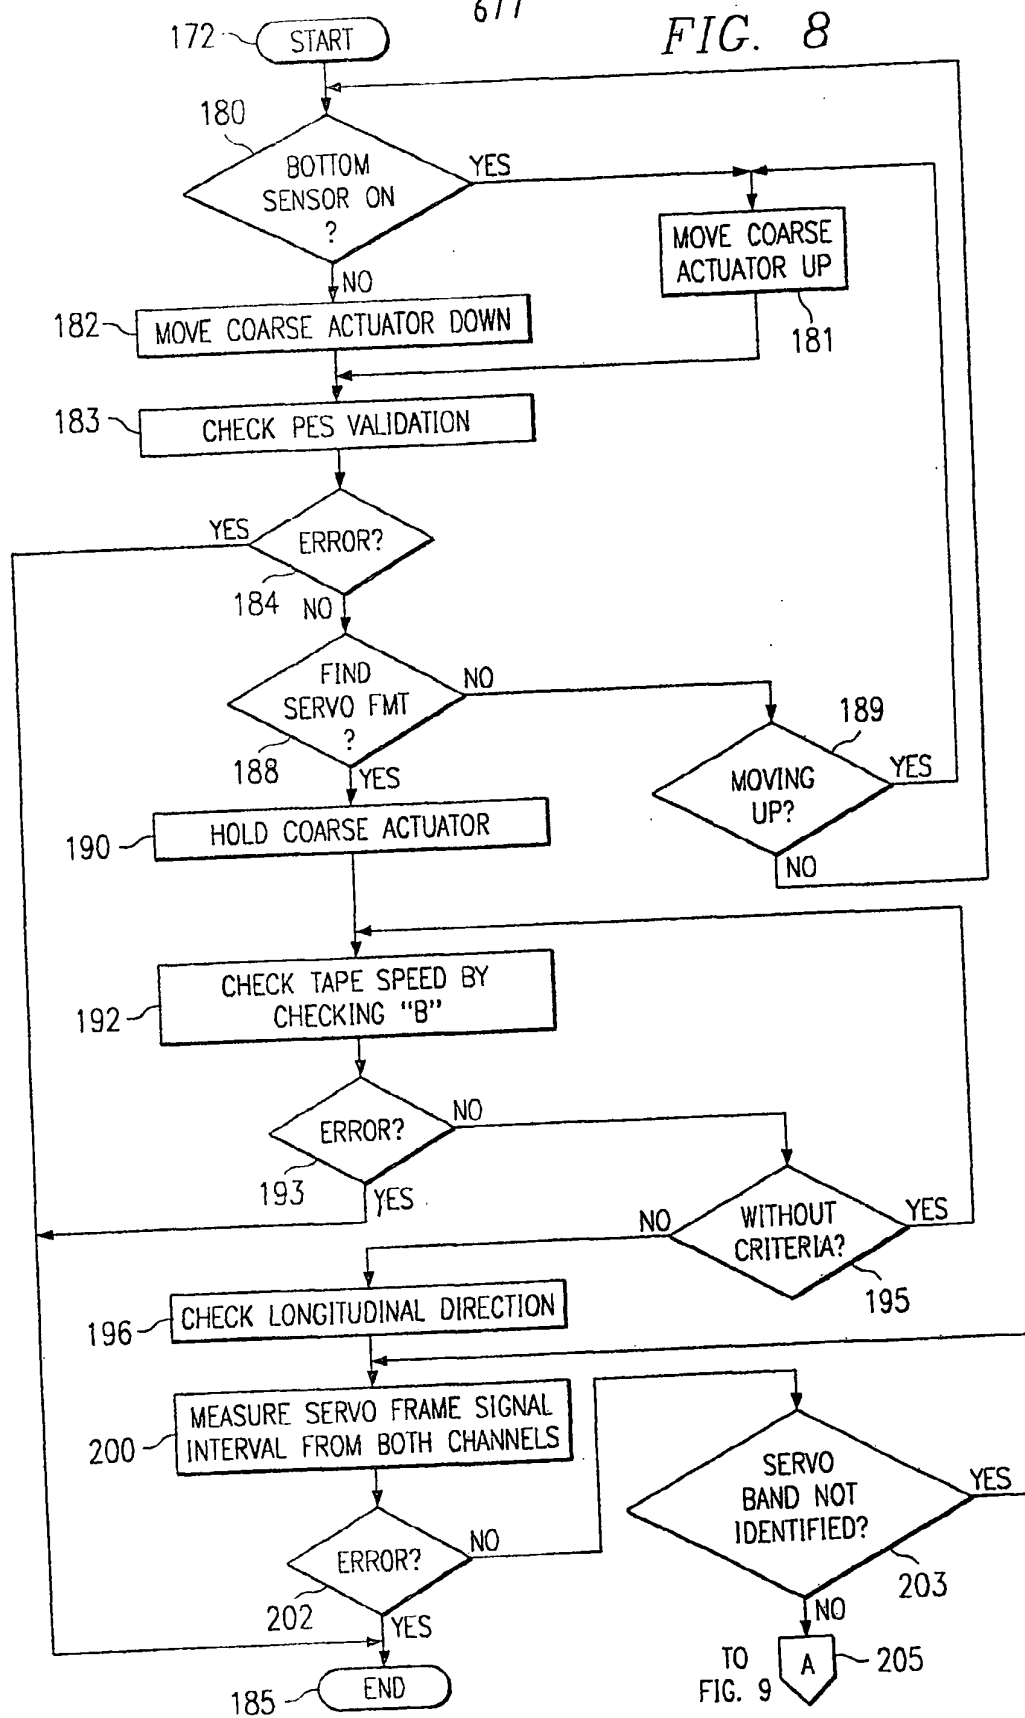 6/7
FIG. 8
172
START
180
BOTTOM
SENSOR ON
?
YES
NO
MOVE COARSE
ACTUATOR UP
181
182
MOVE COARSE ACTUATOR DOWN
183
CHECK PES VALIDATION
YES
ERROR?
184
NO
FIND
SERVO FMT
?
NO
188
YES
189
MOVING
UP?
YES
NO
190
HOLD COARSE ACTUATOR
192
CHECK TAPE SPEED BY
CHECKING "B"
ERROR?
NO
193
YES
NO
WITHOUT
CRITERIA?
YES
195
196
CHECK LONGITUDINAL DIRECTION
200
MEASURE SERVO FRAME SIGNAL
INTERVAL FROM BOTH CHANNELS
SERVO
BAND NOT
IDENTIFIED?
YES
203
NO
ERROR?
NO
202
YES
185
END
TO
FIG. 9
A
205